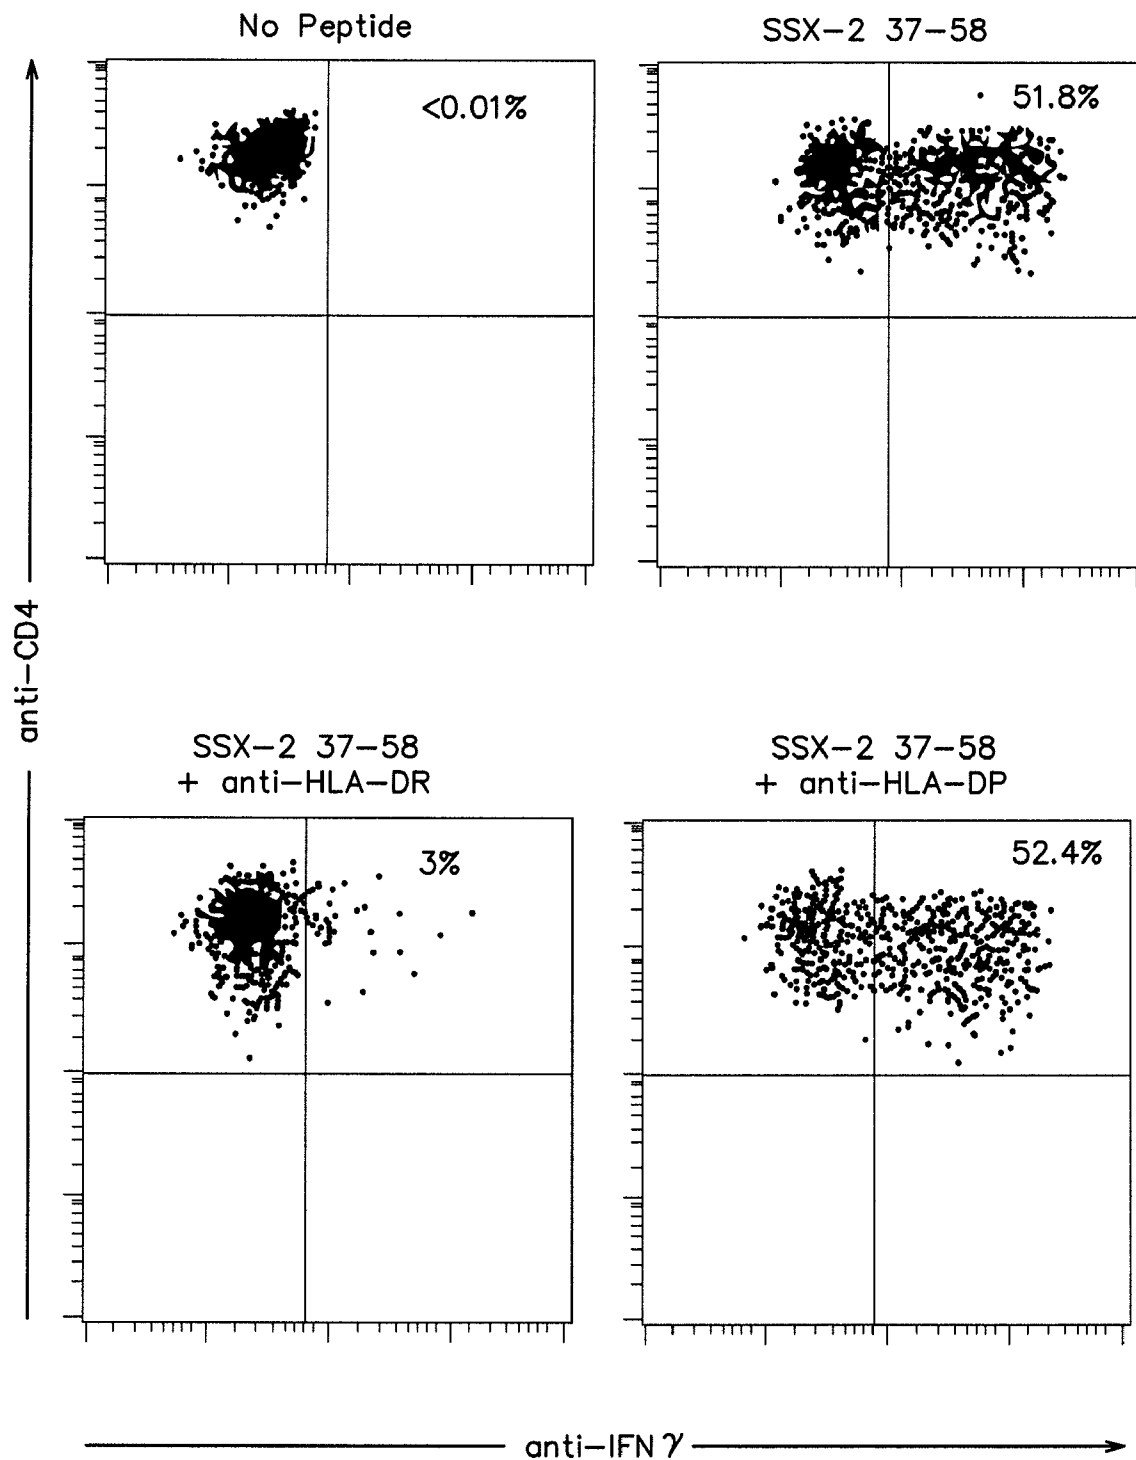 No Peptide
SSX-2 37-58
<0.01%
51.8%
anti-CD4
SSX-2 37-58
+ anti-HLA-DR
SSX-2 37-58
+ anti-HLA-DP
3%
52.4%
anti-IFNγ